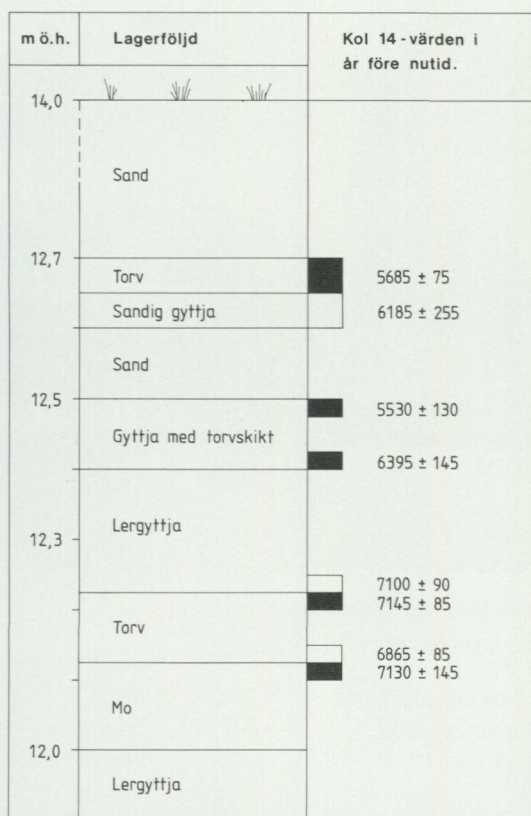 m ö.h.
Lagerföljd
Kol 14-värden i
år före nutid.
14,0
Sand
12,7
Torv
5685 ± 75
Sandig gyttja
6185 ± 255
Sand
12,5
5530 ± 130
Gyttja med torvskikt
6395 ± 145
Lergyttja
12,3
7100 ± 90
7145 ± 85
Torv
6865 ± 85
7130 ± 145
Mo
12,0
Lergyttja